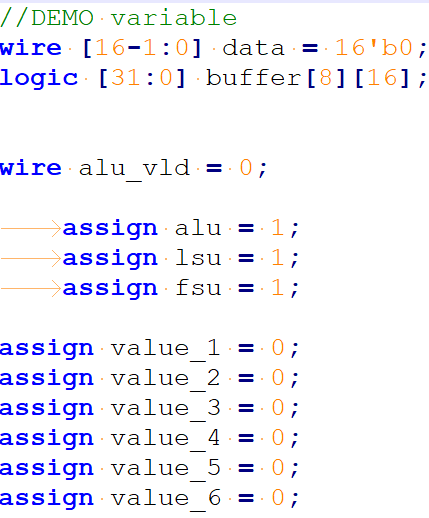 //DEMO variable
wire [16-1:0] data = 16'b0;
logic [31:0] buffer[8][16];
wire alu_vld = 0;
assign alu = 1;
assign lsu = 1;
assign fsu = 1;
assign value_1 = 0;
assign value_2 = 0;
assign value_3 = 0;
assign value_4 = 0;
assign value_5 = 0;
assign value_6 = 0;